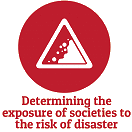 Determining the
exposure of societies to
the risk of disaster